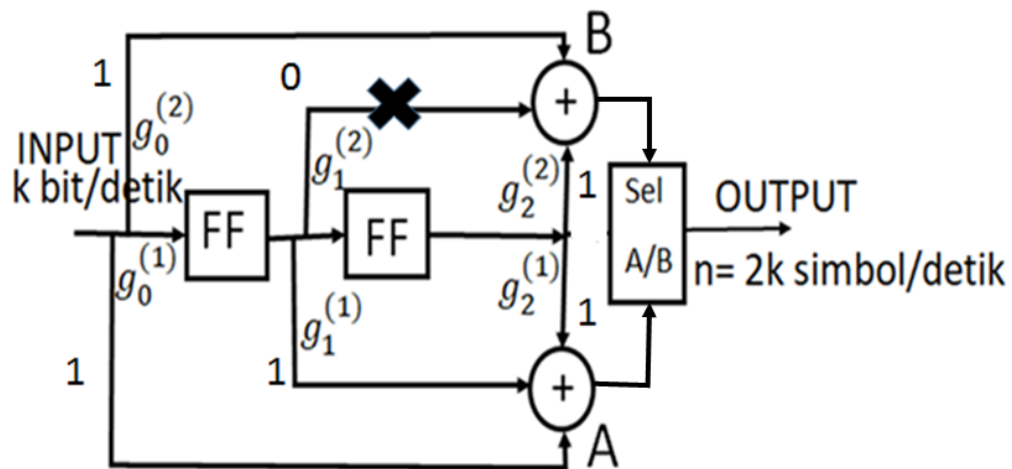 B
1
0
+
g₀⁽²⁾
INPUT
k bit/detik
g₁⁽²⁾
g₂⁽²⁾
1
Sel
A/B
OUTPUT
FF
FF
g₀⁽¹⁾
g₂⁽¹⁾
n= 2k simbol/detik
g₁⁽¹⁾
1
1
1
+
A